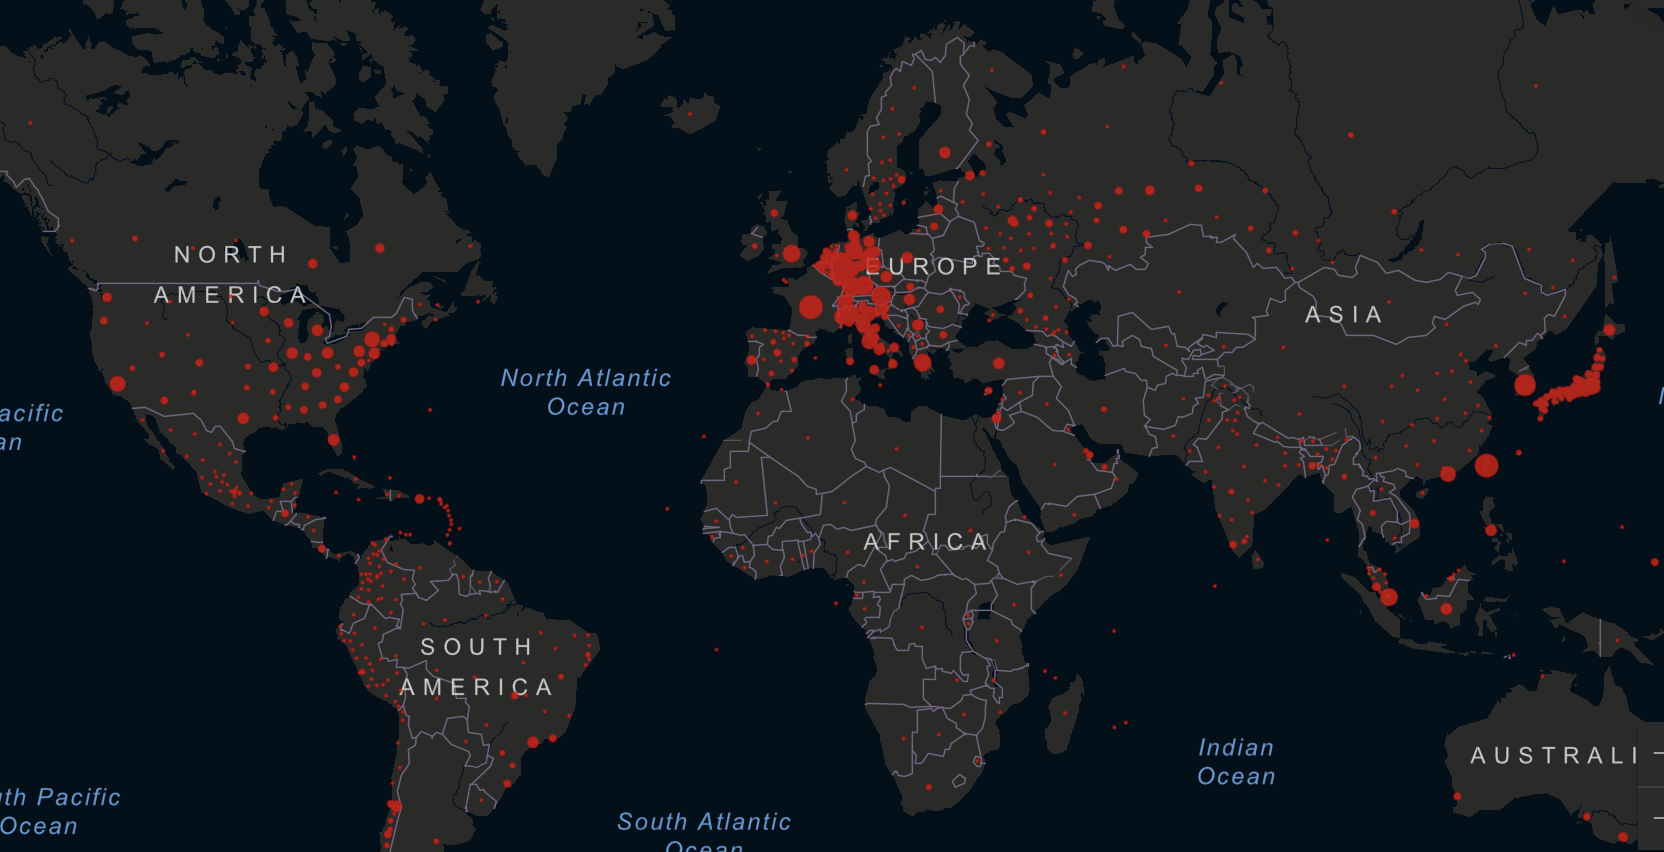 NORTH
AMERICA
EUROPE
ASIA
North Atlantic
Ocean
acific
an
AFRICA
SOUTH
AMERICA
Indian
Ocean
AUSTRALI
th Pacific
Ocean
South Atlantic
Ocean